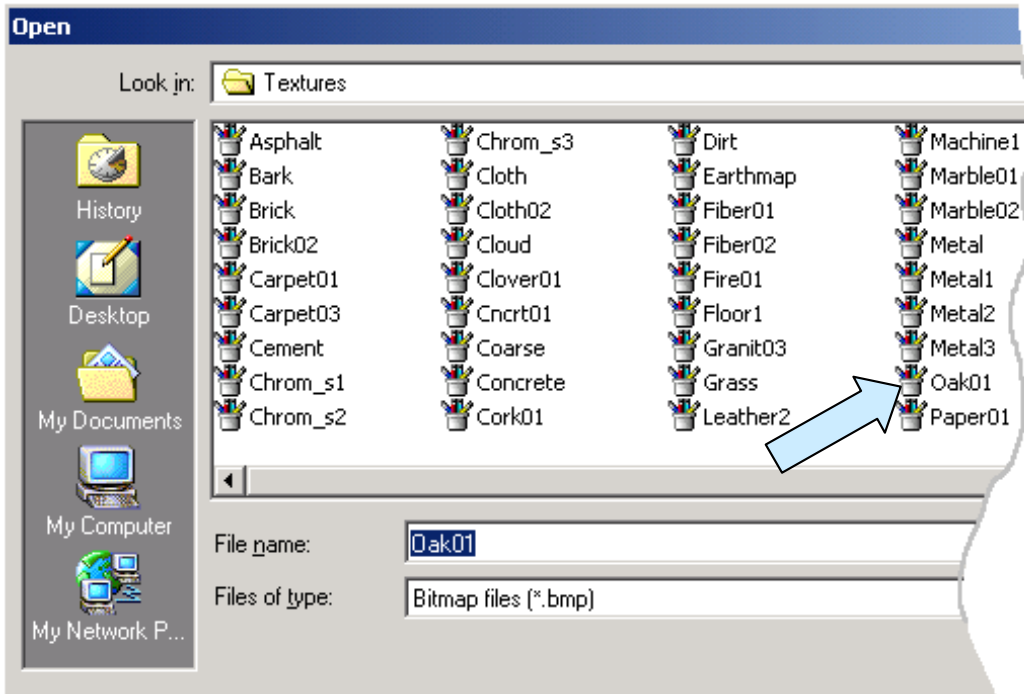 Open
Look in:
Textures
History
Desktop
My Documents
My Computer
My Network P...
Asphalt
Bark
Brick
Brick02
Carpet01
Carpet03
Cement
Chrom_s1
Chrom_s2
Chrom_s3
Cloth
Cloth02
Cloud
Clover01
Cncrt01
Coarse
Concrete
Cork01
Dirt
Earthmap
Fiber01
Fiber02
Fire01
Floor1
Granit03
Grass
Leather2
Machine1
Marble01
Marble02
Metal
Metal1
Metal2
Metal3
Oak01
Paper01
File name:
Oak01
Files of type:
Bitmap files (*.bmp)